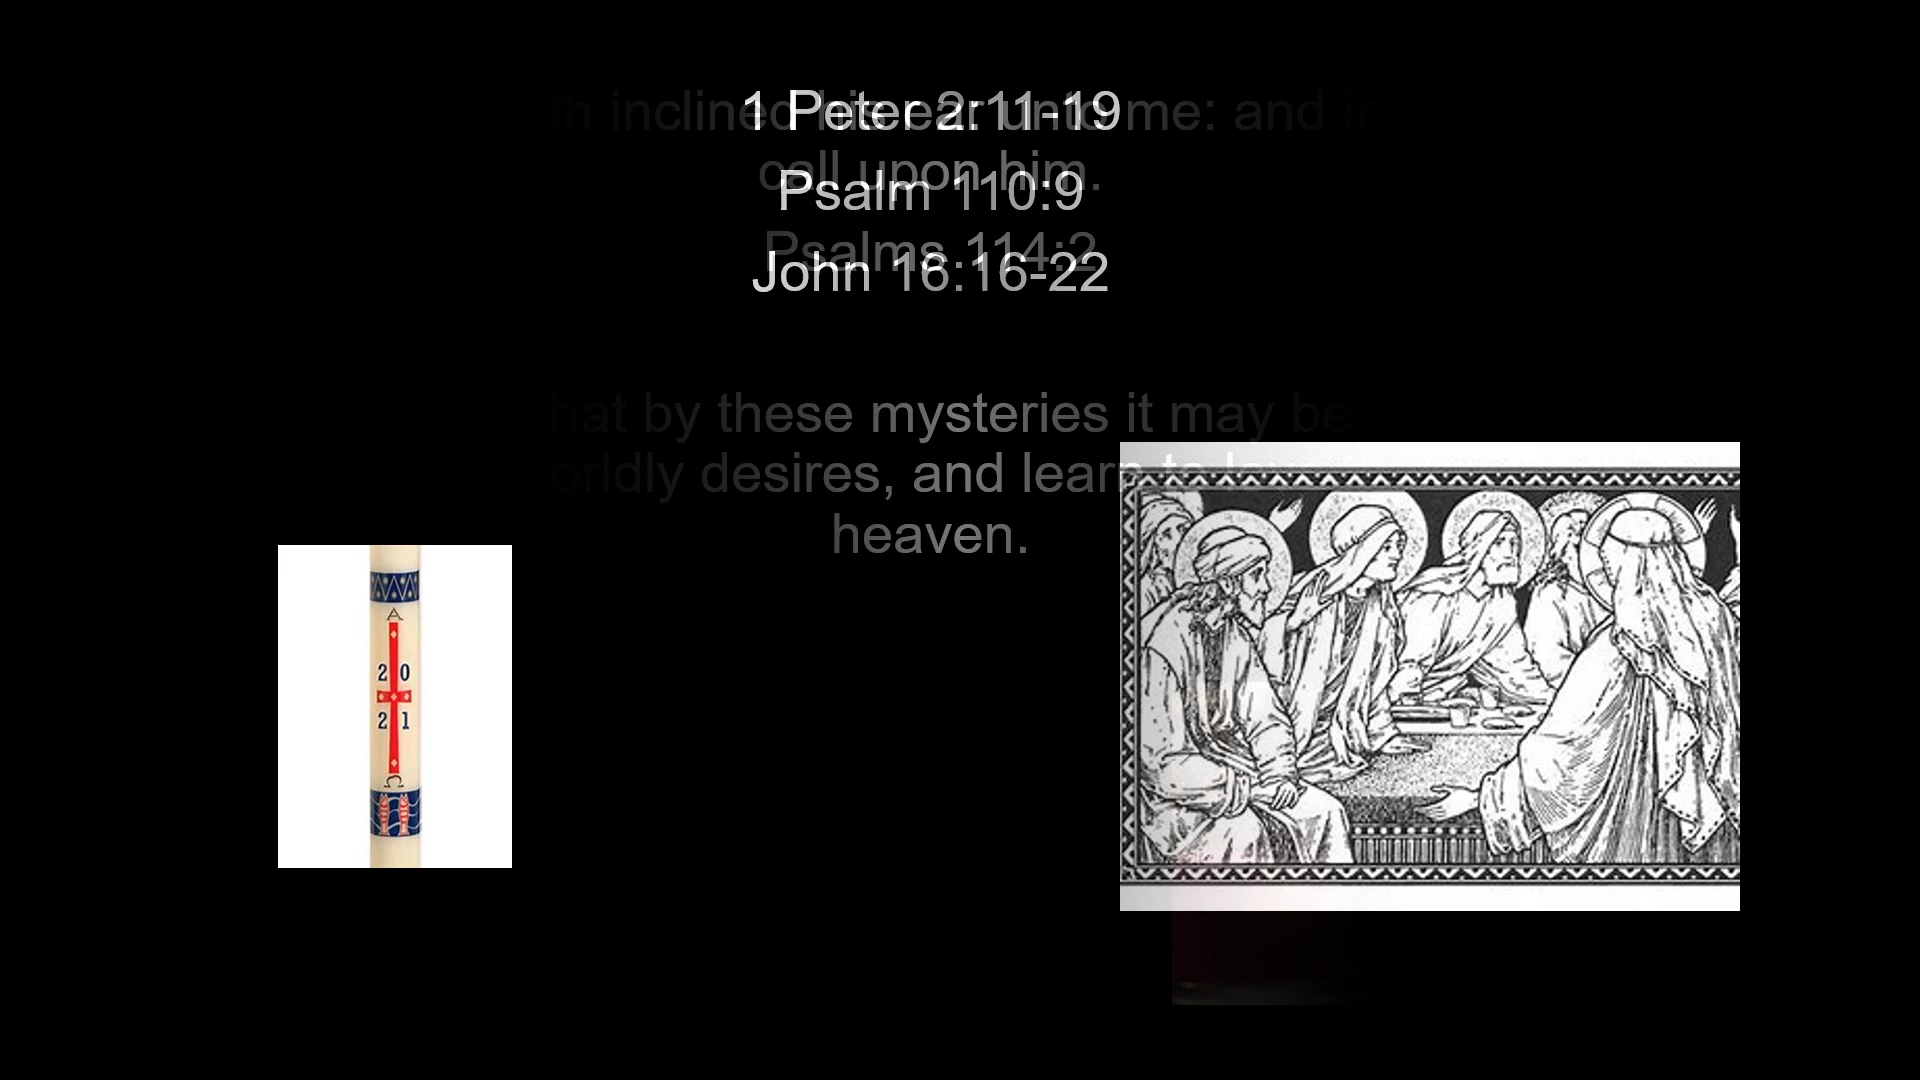 1 Peter 2:11-19
inclined his ear unto me: and in
call upon him.
Psalm 110:9
Psalms 114:2
John 16:16-22
that by these mysteries it may be
worldly desires, and learn to
heaven.
A
2 0
2 1